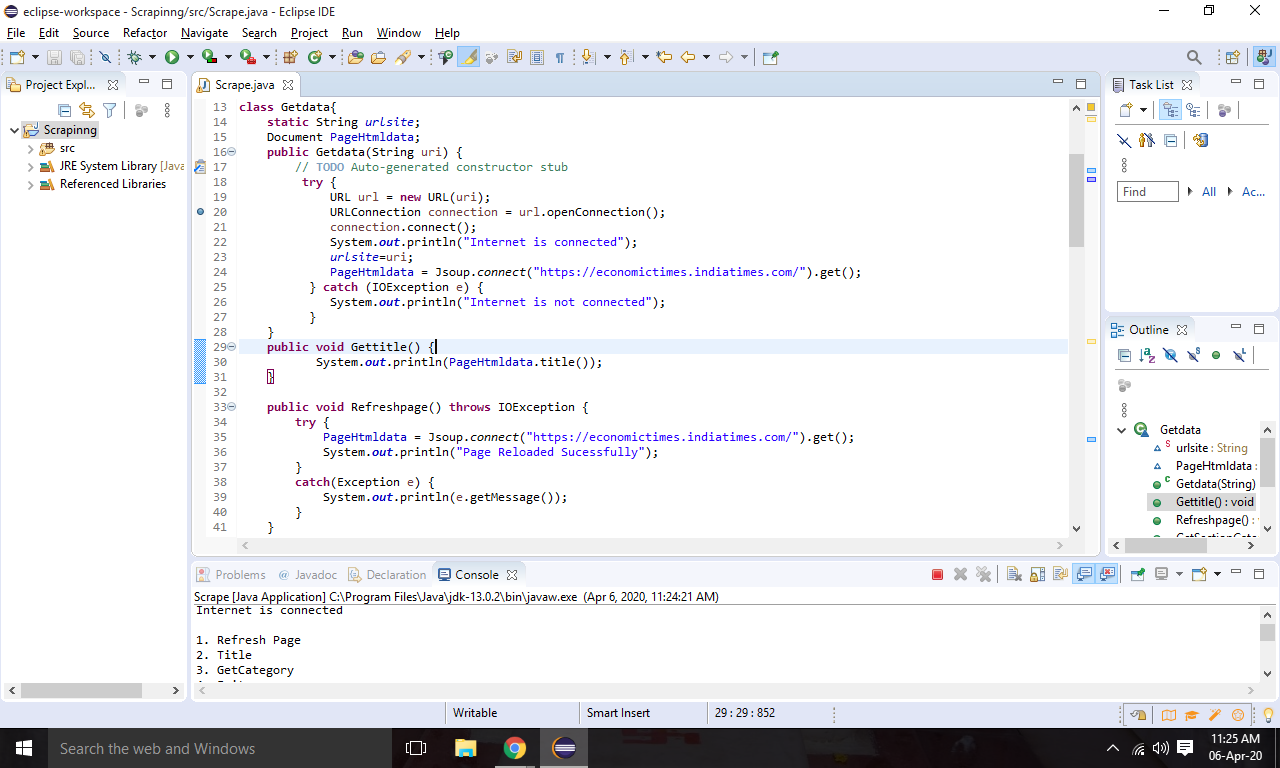 eclipse-workspace - Scrapinng/src/Scrape.java - Eclipse IDE
File Edit Source Refactor Navigate Search Project Run Window Help
Project Expl...
Scrapinng
src
JRE System Library [Java
Referenced Libraries
Scrape.java
13 class Getdata{
14     static String urlsite;
15     Document PageHtmldata;
16     public Getdata(String uri) {
17         // TODO Auto-generated constructor stub
18          try {
19              URL url = new URL(uri);
20              URLConnection connection = url.openConnection();
21              connection.connect();
22              System.out.println("Internet is connected");
23              urlsite=uri;
24              PageHtmldata = Jsoup.connect("https://economictimes.indiatimes.com/").get();
25           } catch (IOException e) {
26              System.out.println("Internet is not connected");
27           }
28     }
29     public void Gettitle() {
30            System.out.println(PageHtmldata.title());
31     }
32
33     public void Refreshpage() throws IOException {
34         try {
35             PageHtmldata = Jsoup.connect("https://economictimes.indiatimes.com/").get();
36             System.out.println("Page Reloaded Sucessfully");
37         }
38         catch(Exception e) {
39             System.out.println(e.getMessage());
40         }
41     }
Task List
Find All Ac...
Outline
Getdata
S urlsite : String
PageHtmldata :
C Getdata(String)
Gettitle() : void
Refreshpage() :
Problems @ Javadoc Declaration Console
Scrape [Java Application] C:\Program Files\Java\jdk-13.0.2\bin\javaw.exe (Apr 6, 2020, 11:24:21 AM)
Internet is connected
1. Refresh Page
2. Title
3. GetCategory
Writable Smart Insert 29 : 29 : 852
Search the web and Windows
11:25 AM
06-Apr-20